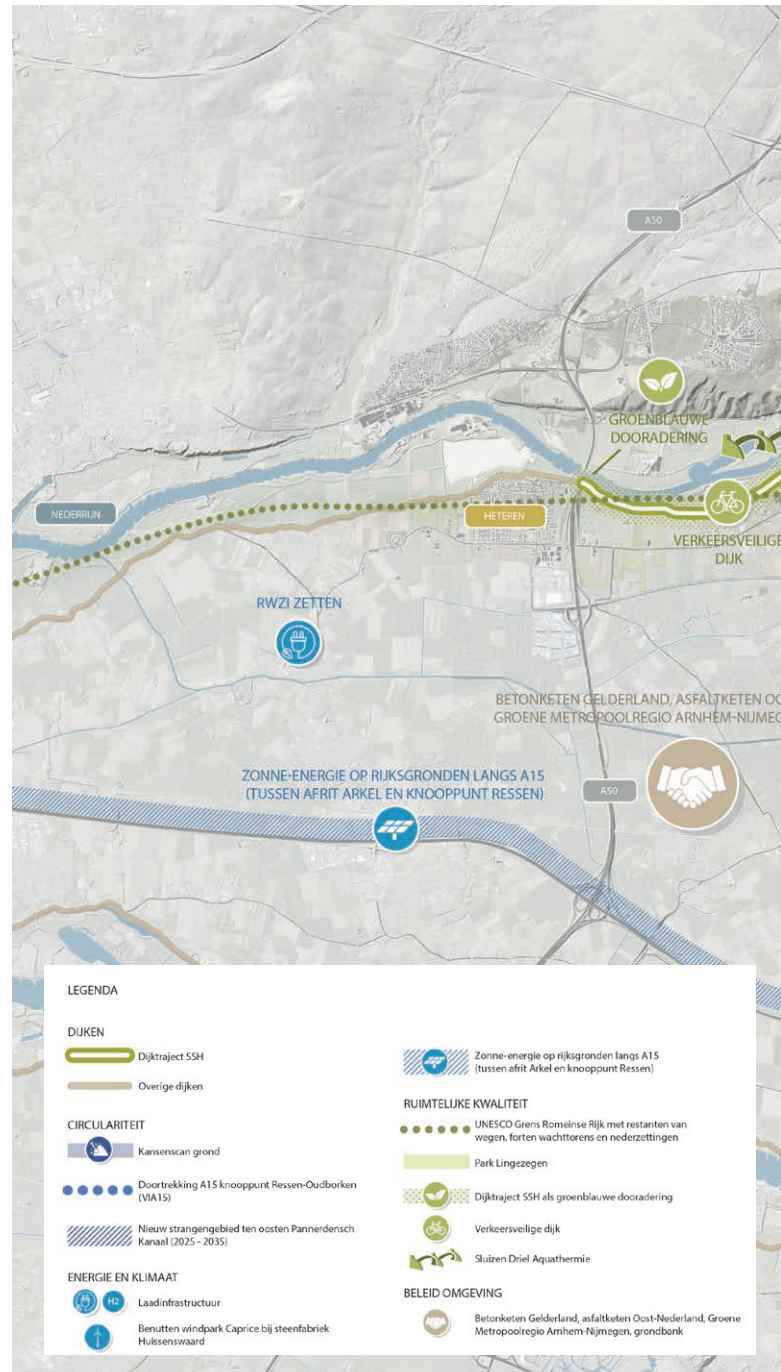 A50
GROENBLAUWE
DOORADERING
NEDERRIJN
HETEREN
VERKEERSVEILIGE
DIJK
RWZI ZETTEN
BETONKETEN GELDERLAND, ASFALTKETEN OO
GROENE METROPOOLREGIO ARNHEM-NIJMEG
ZONNE-ENERGIE OP RIJKSGRONDEN LANGS A15
(TUSSEN AFRIT ARKEL EN KNOOPPUNT RESSEN)
A50
LEGENDA
DIJKEN
Dijktraject SSH
Overige dijken
CIRCULARITEIT
Kansenscan grond
Doortrekking A15 knooppunt Ressen-Oudborken
(VIA15)
Nieuw strangengebied ten oosten Pannerdensch
Kanaal (2025 - 2035)
ENERGIE EN KLIMAAT
H2
Laadinfrastructuur
Benutten windpark Caprice bij steenfabriek
Huissenswaard
Zonne-energie op rijksgronden langs A15
(tussen afrit Arkel en knooppunt Ressen)
RUIMTELIJKE KWALITEIT
UNESCO Grens Romeinse Rijk met restanten van
wegen, forten wachttorens en nederzettingen
Park Lingezegen
Dijktraject SSH als groenblauwe dooradering
Verkeersveilige dijk
Sluizen Driel Aquathermie
BELEID OMGEVING
Betonketen Gelderland, asfaltketen Oost-Nederland, Groene
Metropoolregio Arnhem-Nijmegen, grondbank